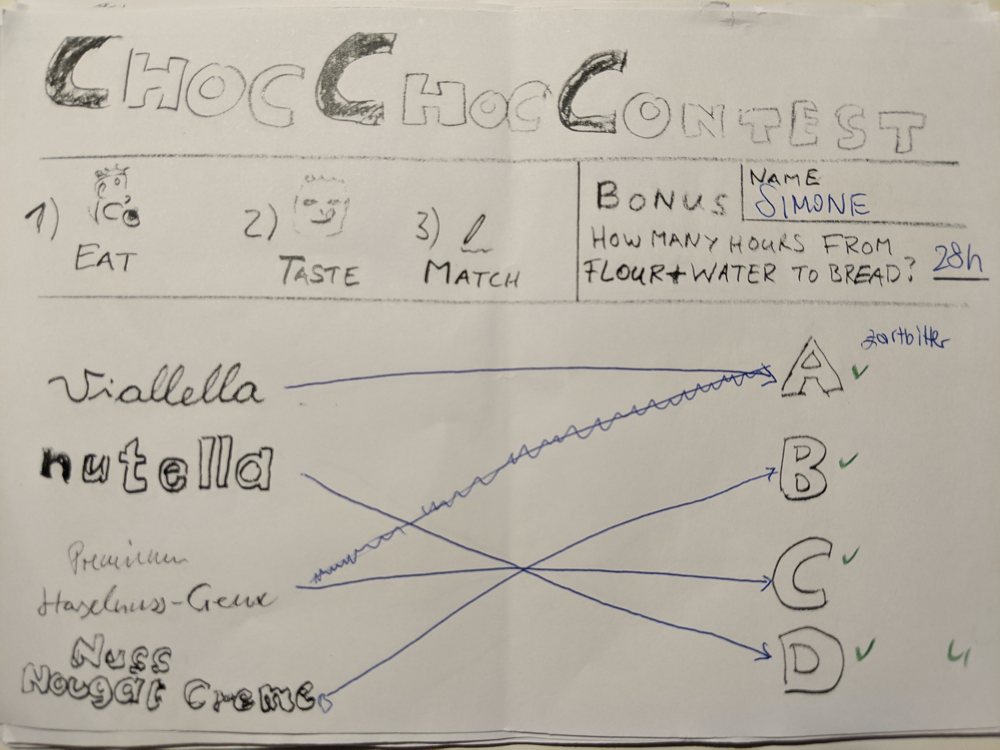 CHOC CHOC CONTEST
1) EAT
2) TASTE
3) MATCH
BONUS
NAME
SIMONE
HOW MANY HOURS FROM
FLOUR+WATER TO BREAD? 28h
Viallella
A
zartbitter
nutella
B
Premium
Haselnuss-Creme
C
Nuss
Nougat Creme
D
4